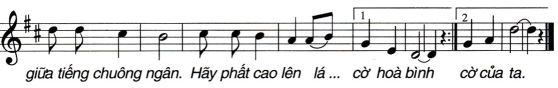 1 2
giữa tiếng chuông ngân. Hãy phất cao lên lá ... cờ hoà bình cờ của ta.